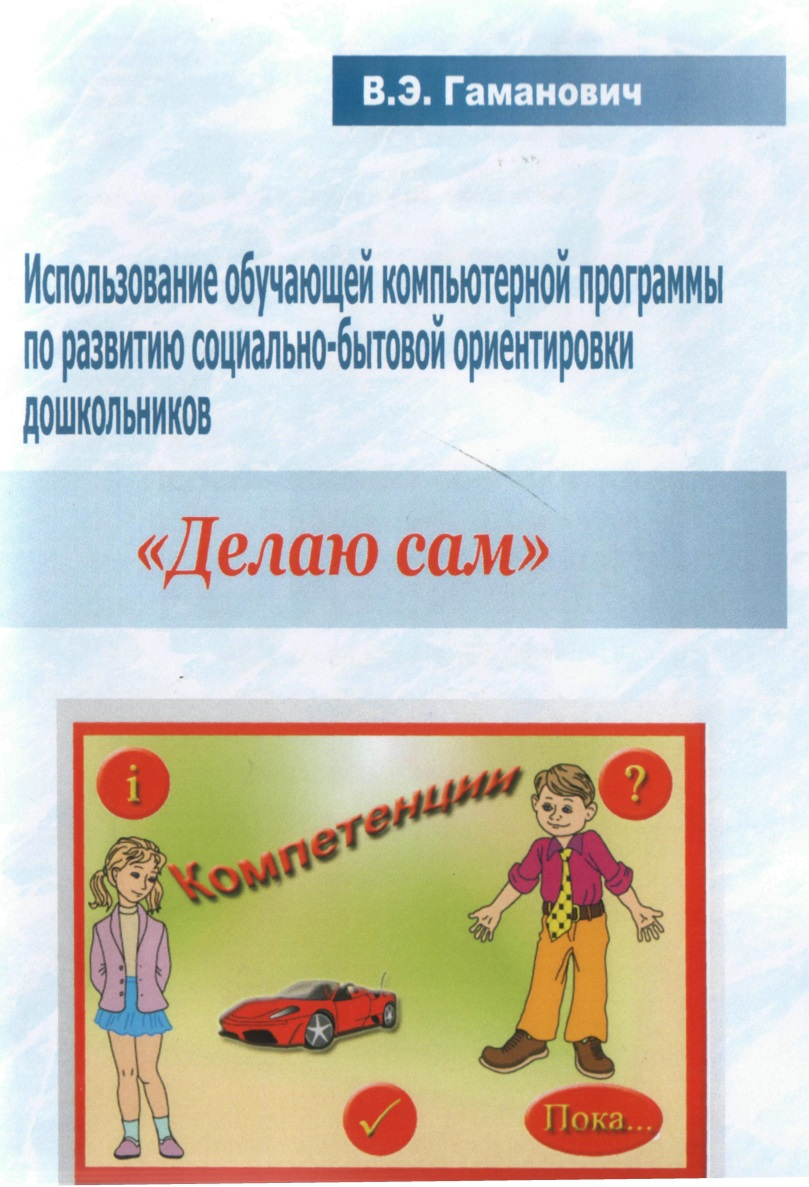 В.Э. Гаманович
Использование обучающей компьютерной программы
по развитию социально-бытовой ориентировки
дошкольников
«Делаю сам»
i
?
Компетенции
Пока...